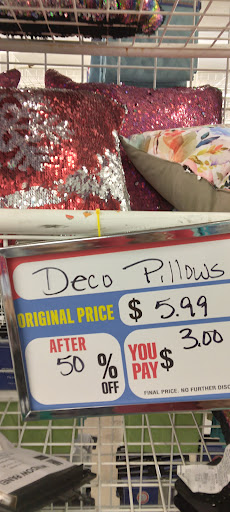 Deco Pillows
ORIGINAL PRICE $ 5.99
AFTER 50 % OFF
YOU PAY $ 3.00
FINAL PRICE. NO FURTHER DISC